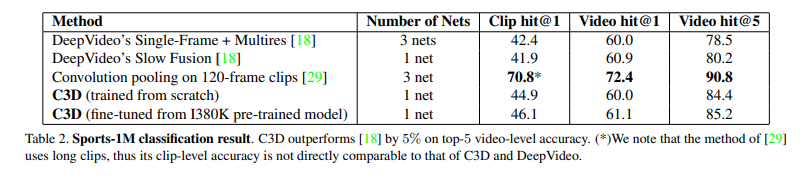 Method Number of Nets Clip hit@1 Video hit@1 Video hit@5
DeepVideo's Single-Frame + Multires [18] 3 nets 42.4 60.0 78.5
DeepVideo's Slow Fusion [18] 1 net 41.9 60.9 80.2
Convolution pooling on 120-frame clips [29] 3 net 70.8* 72.4 90.8
C3D (trained from scratch) 1 net 44.9 60.0 84.4
C3D (fine-tuned from I380K pre-trained model) 1 net 46.1 61.1 85.2
Table 2. Sports-1M classification result. C3D outperforms [18] by 5% on top-5 video-level accuracy. (*)We note that the method of [29]
uses long clips, thus its clip-level accuracy is not directly comparable to that of C3D and DeepVideo.